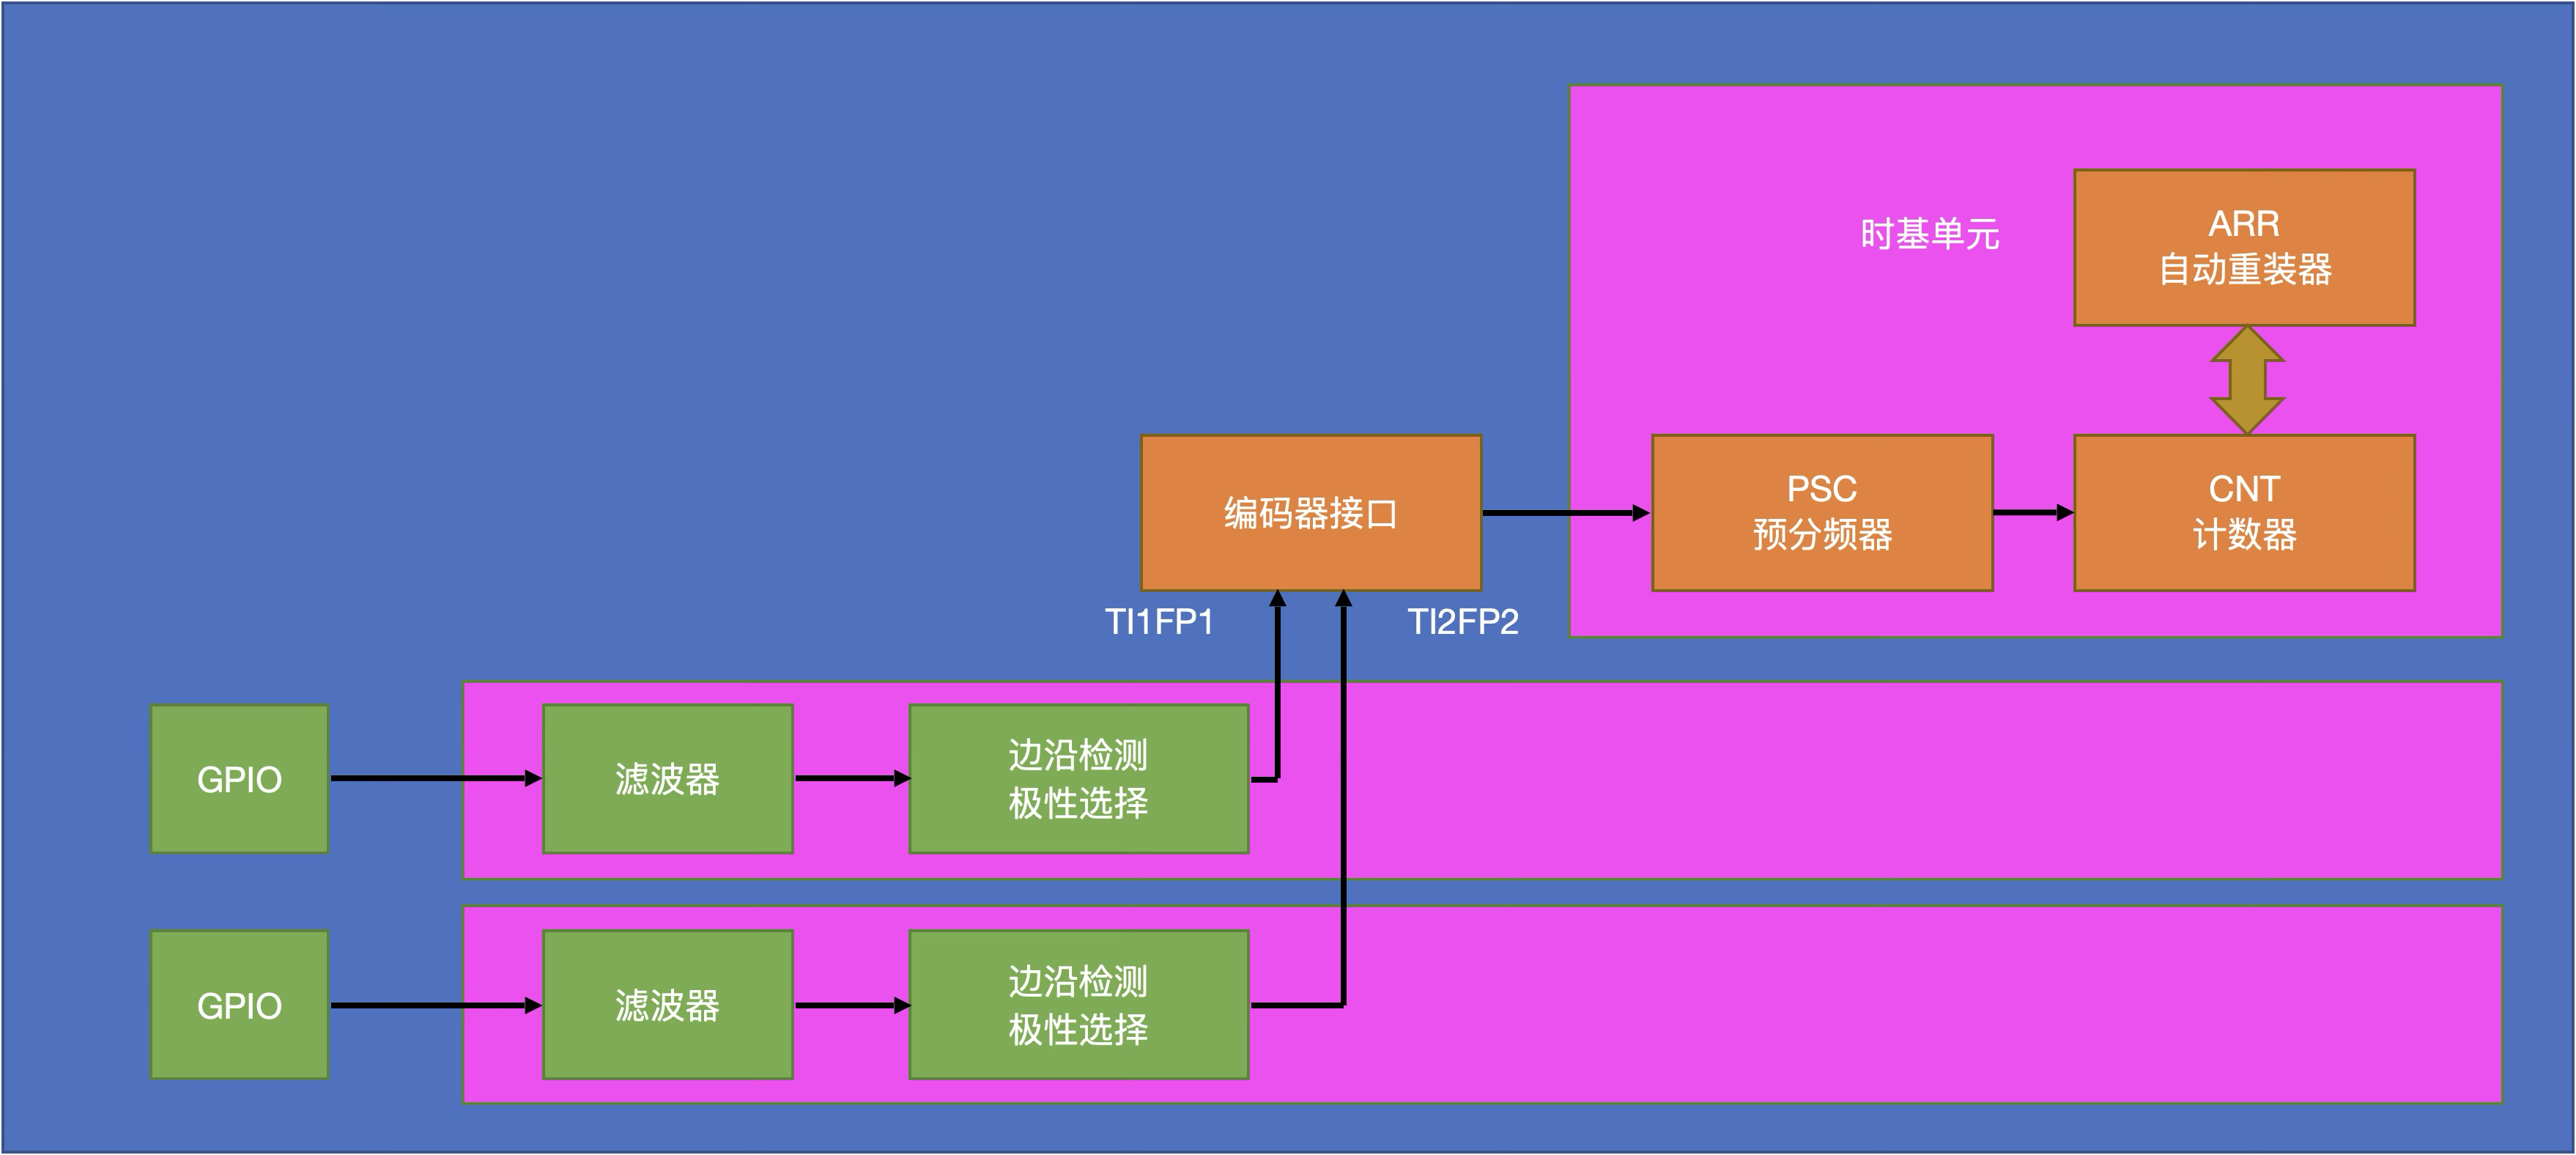 时基单元
ARR
自动重装器
编码器接口
PSC
预分频器
CNT
计数器
TI1FP1
TI2FP2
GPIO
滤波器
边沿检测
极性选择
GPIO
滤波器
边沿检测
极性选择